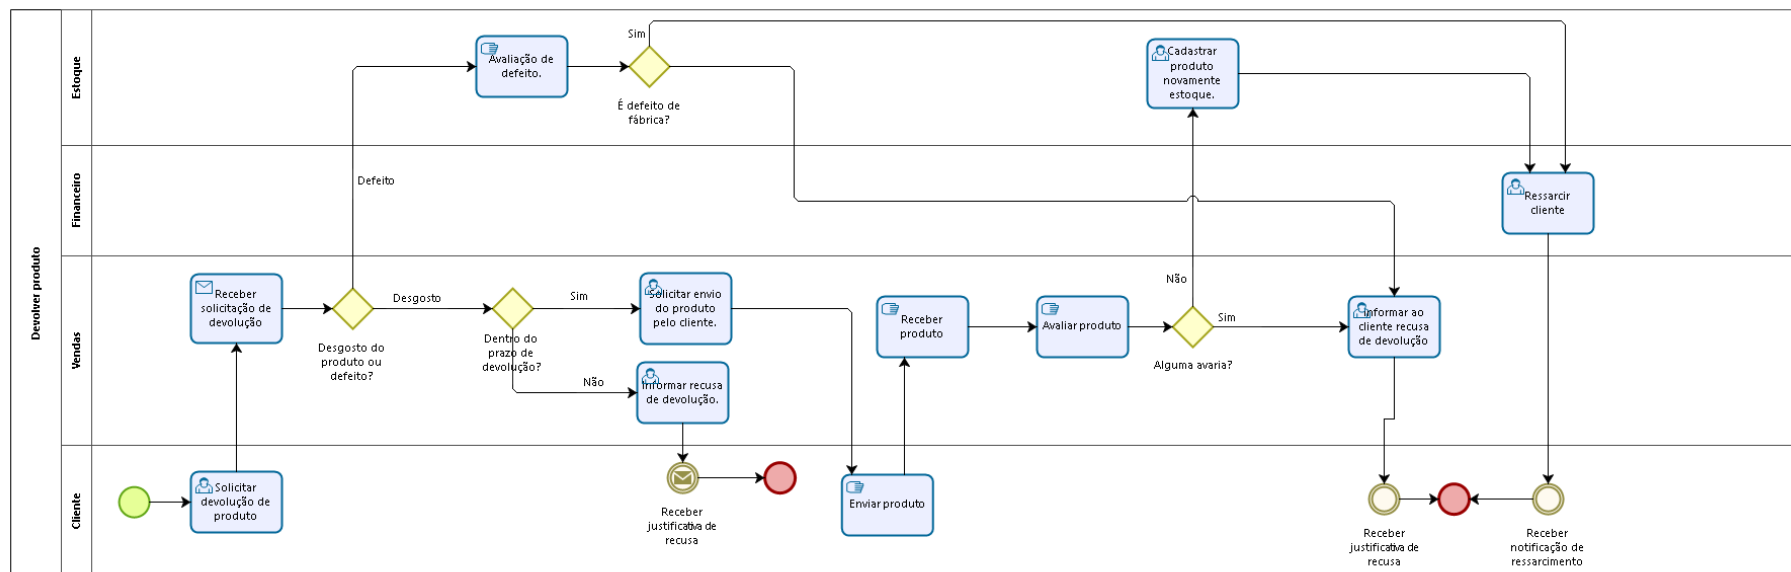 Devolver produto
Estoque
Avaliação de
defeito.
Sim
É defeito de
fábrica?
Cadastrar
produto
novamente
estoque.
Financeiro
Defeito
Ressarcir
cliente
Vendas
Receber
solicitação de
devolução
Desgosto do
produto ou
defeito?
Desgosto
Dentro do
prazo de
devolução?
Sim
Solicitar envio
do produto
pelo cliente.
Não
Informar recusa
de devolução.
Receber
produto
Avaliar produto
Não
Alguma avaria?
Sim
Informar ao
cliente recusa
de devolução
Cliente
Solicitar
devolução de
produto
Receber
justificativa de
recusa
Enviar produto
Receber
justificativa de
recusa
Receber
notificação de
ressarcimento